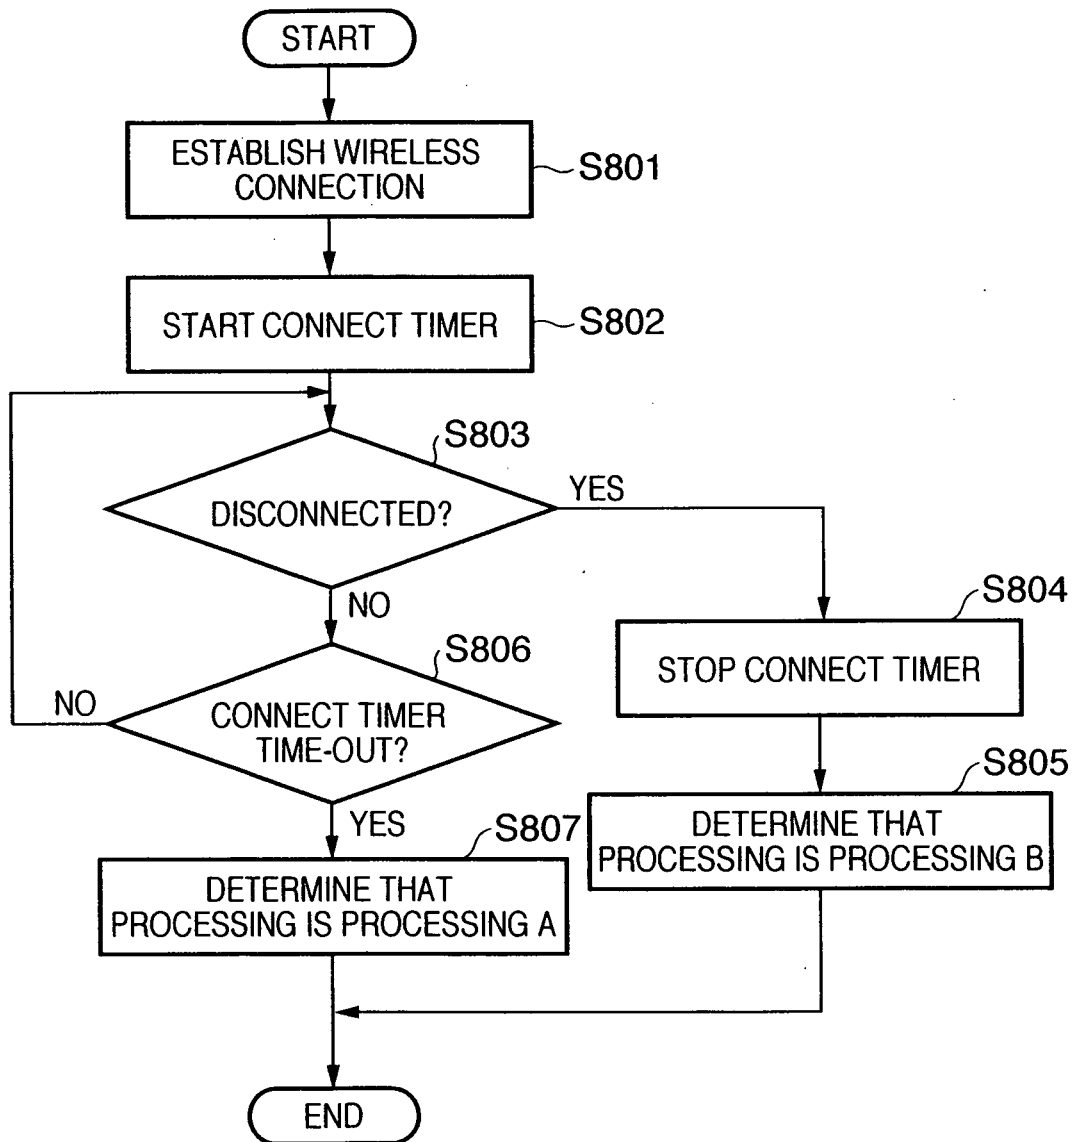 START
ESTABLISH WIRELESS
CONNECTION
S801
START CONNECT TIMER
S802
S803
DISCONNECTED?
YES
NO
S804
STOP CONNECT TIMER
S806
CONNECT TIMER
TIME-OUT?
NO
YES
S805
DETERMINE THAT
PROCESSING IS PROCESSING B
S807
DETERMINE THAT
PROCESSING IS PROCESSING A
END